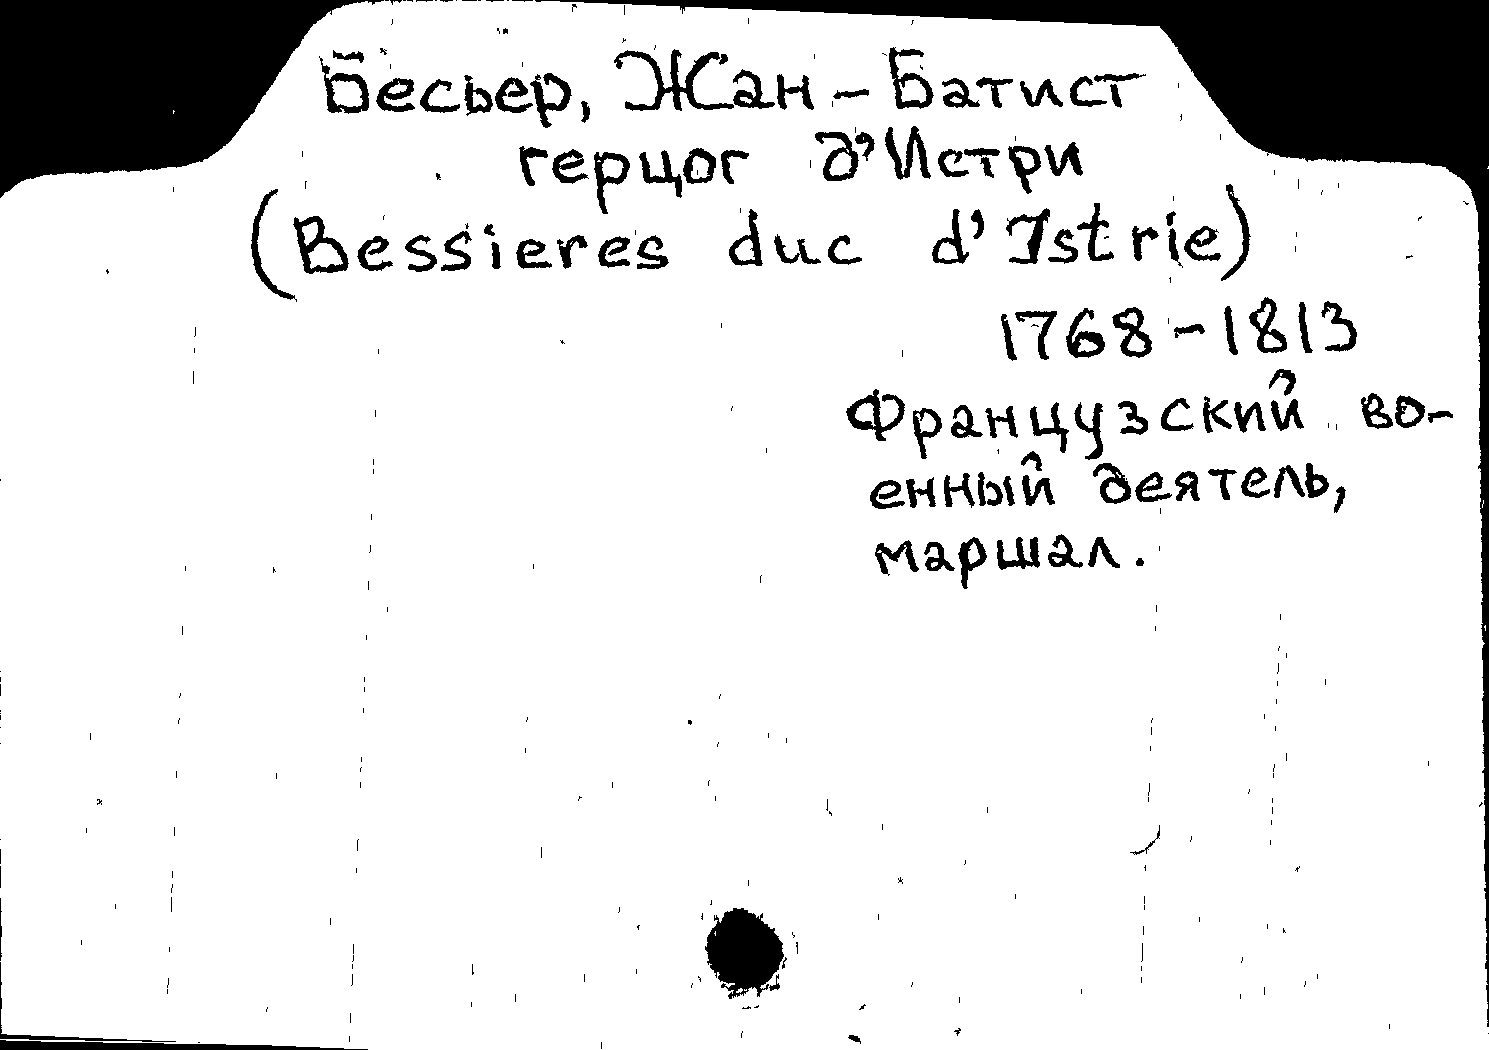 Бесьер, Жан-Батист
герцог д'Истри
(Bessieres duc d'Istrie)
1768-1813
Французский во-
енный деятель,
маршал.